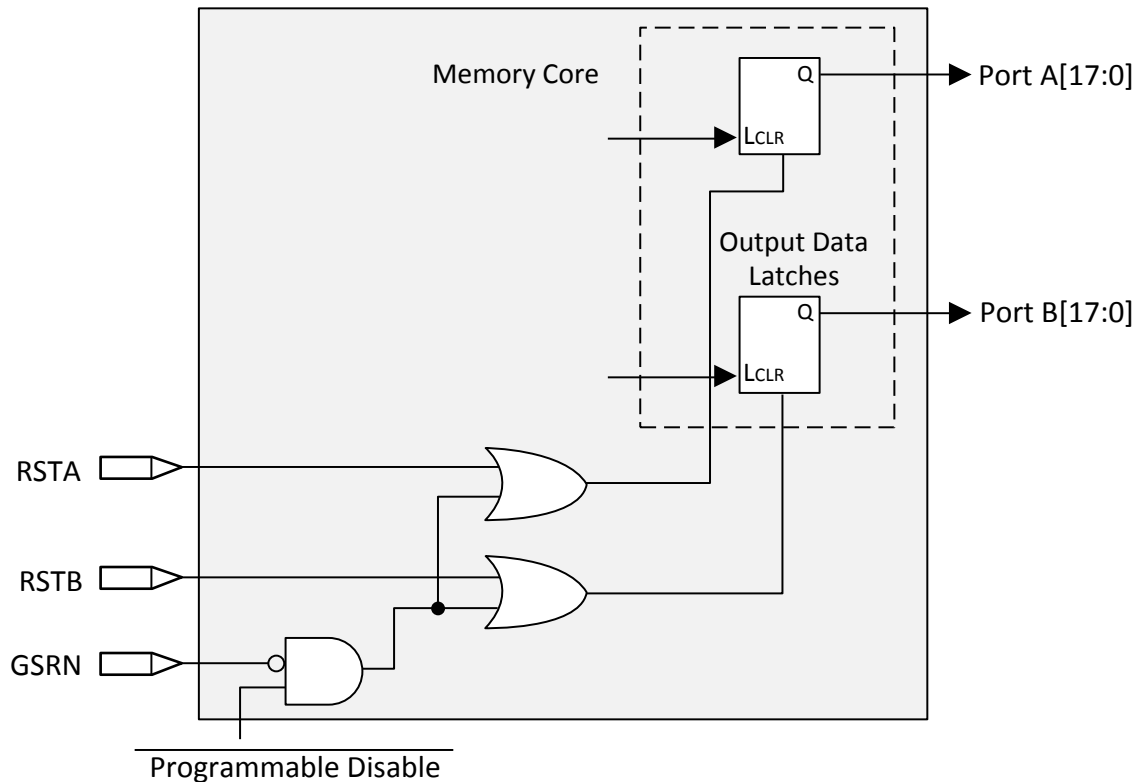 Memory Core
Q
Port A[17:0]
LCLR
Output Data
Latches
Q
Port B[17:0]
LCLR
RSTA
RSTB
GSRN
Programmable Disable